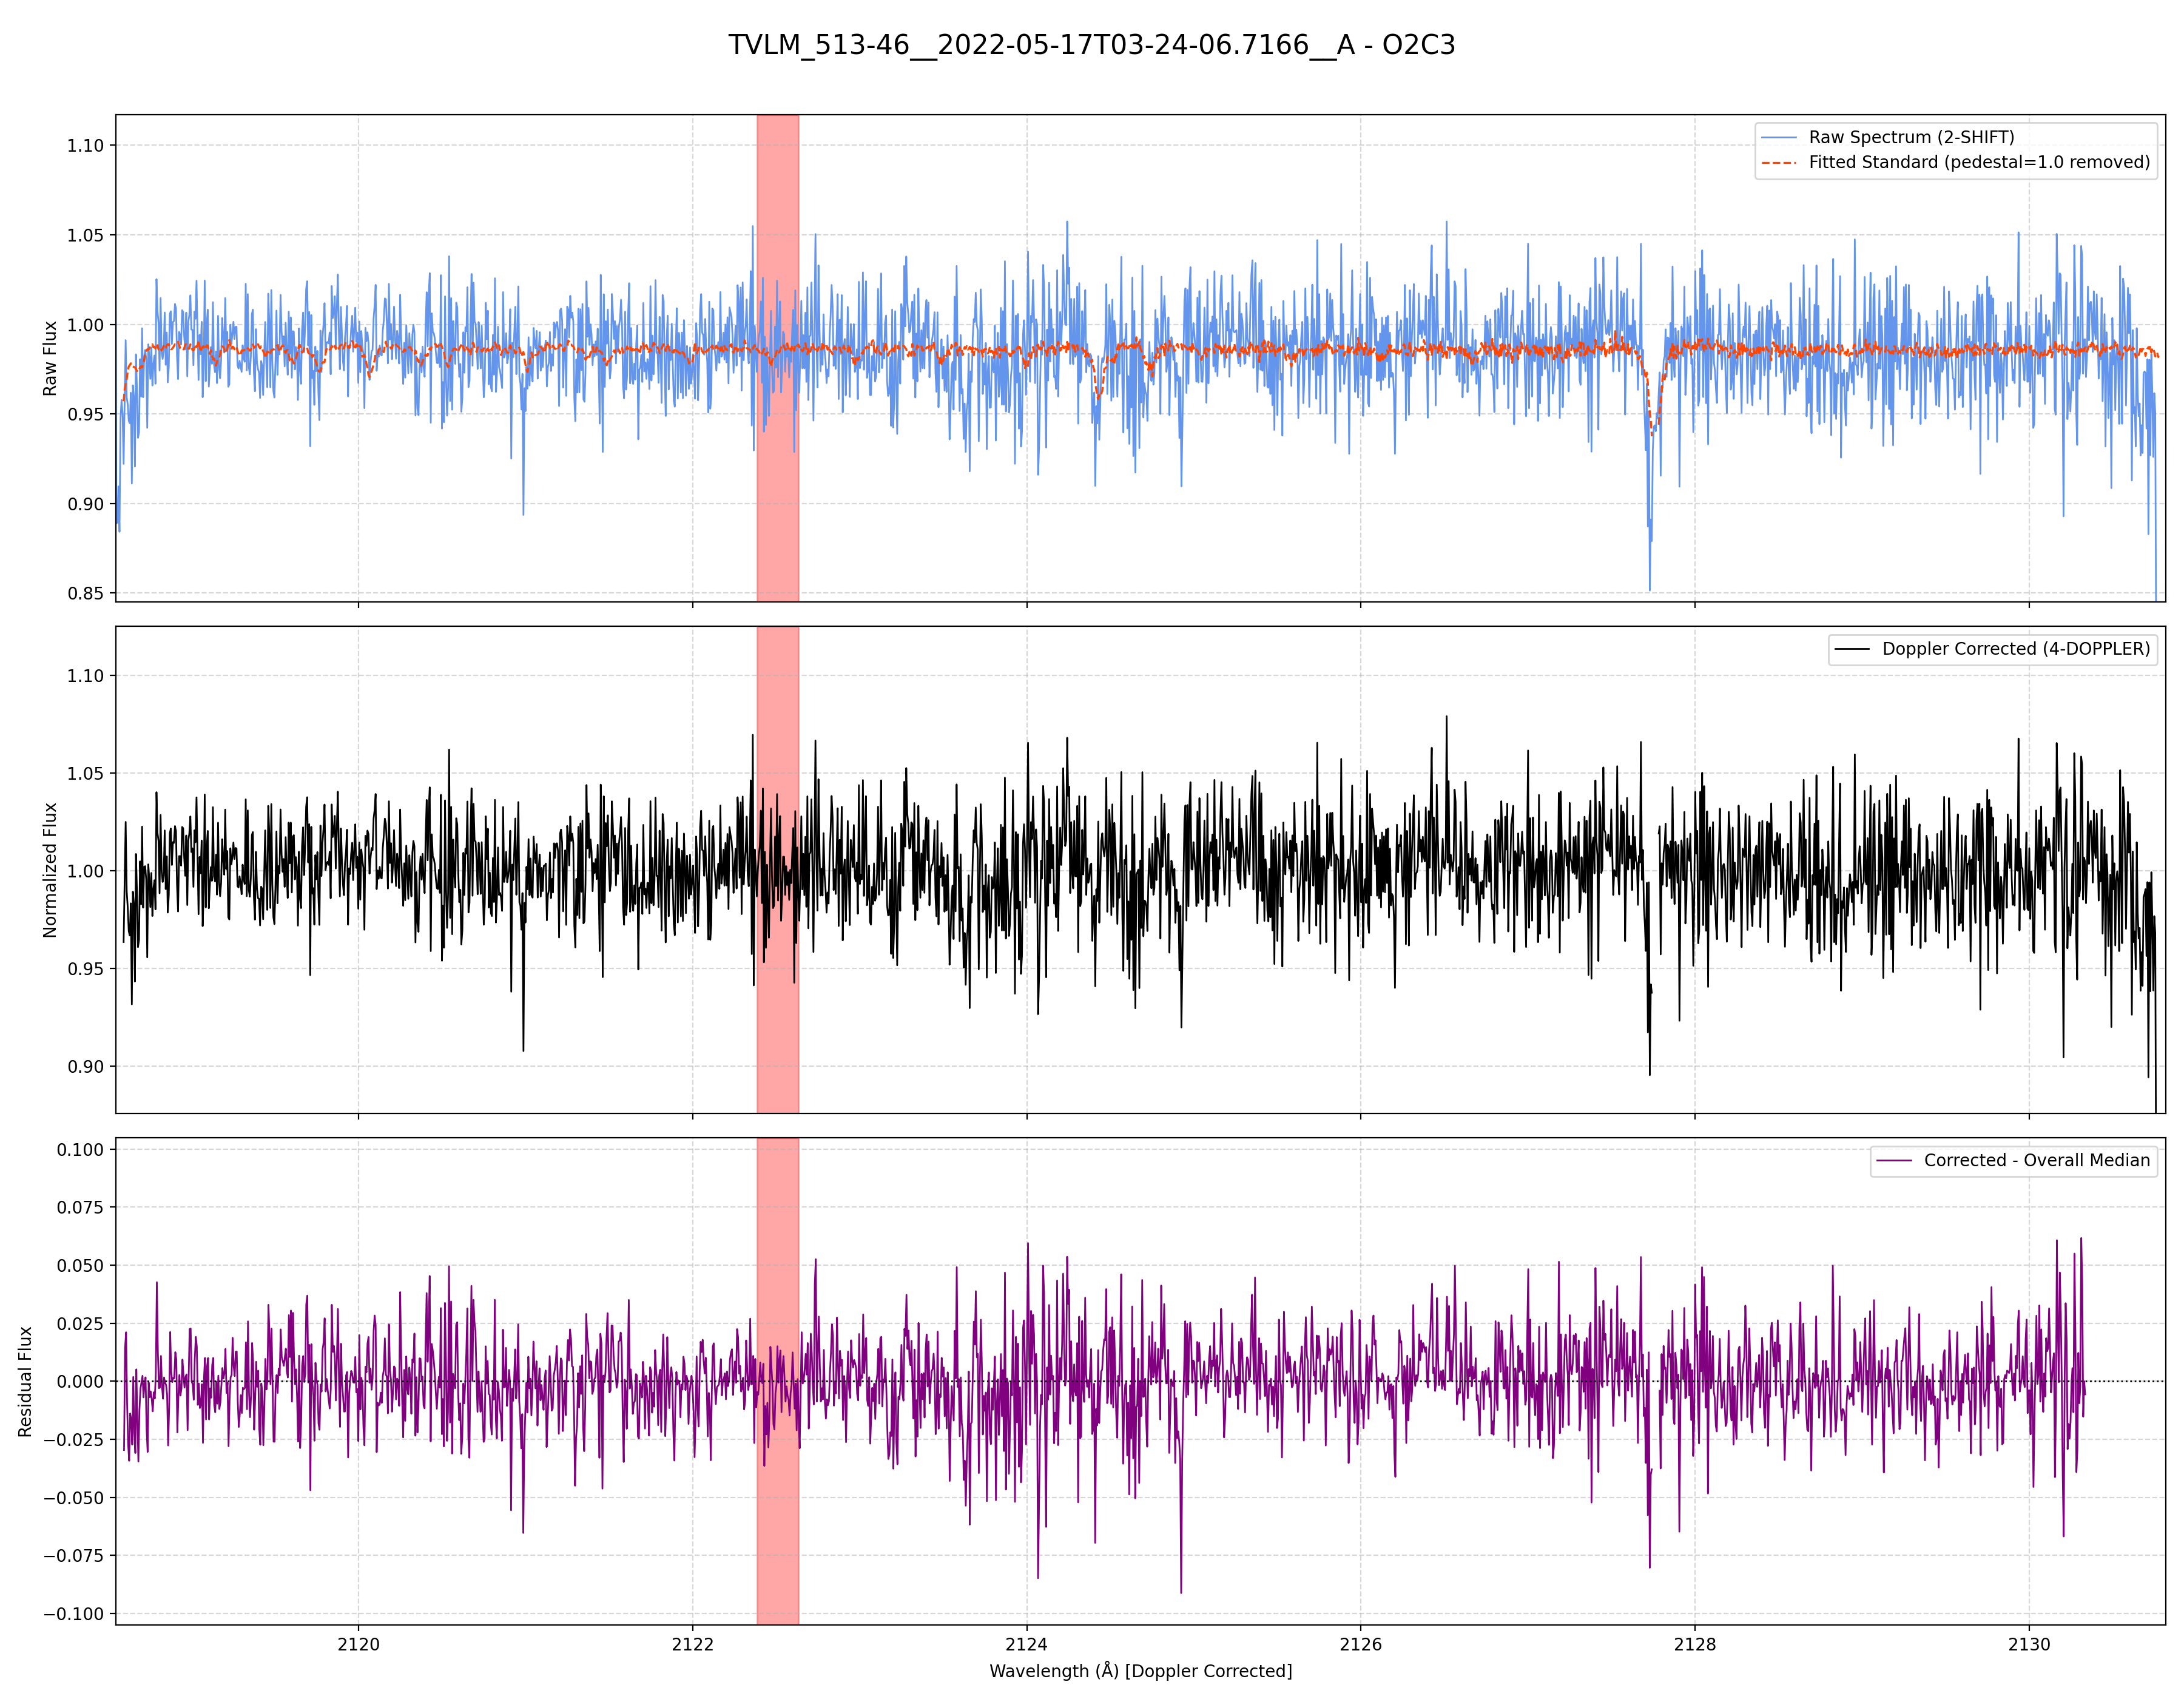 TVLM_513-46__2022-05-17T03-24-06.7166__A - O2C3
Raw Flux
1.10
1.05
1.00
0.95
0.90
0.85
Raw Spectrum (2-SHIFT)
Fitted Standard (pedestal=1.0 removed)
Normalized Flux
1.10
1.05
1.00
0.95
0.90
Doppler Corrected (4-DOPPLER)
Residual Flux
0.100
0.075
0.050
0.025
0.000
−0.025
−0.050
−0.075
−0.100
Corrected - Overall Median
2120
2122
2124
2126
2128
2130
Wavelength (Å) [Doppler Corrected]